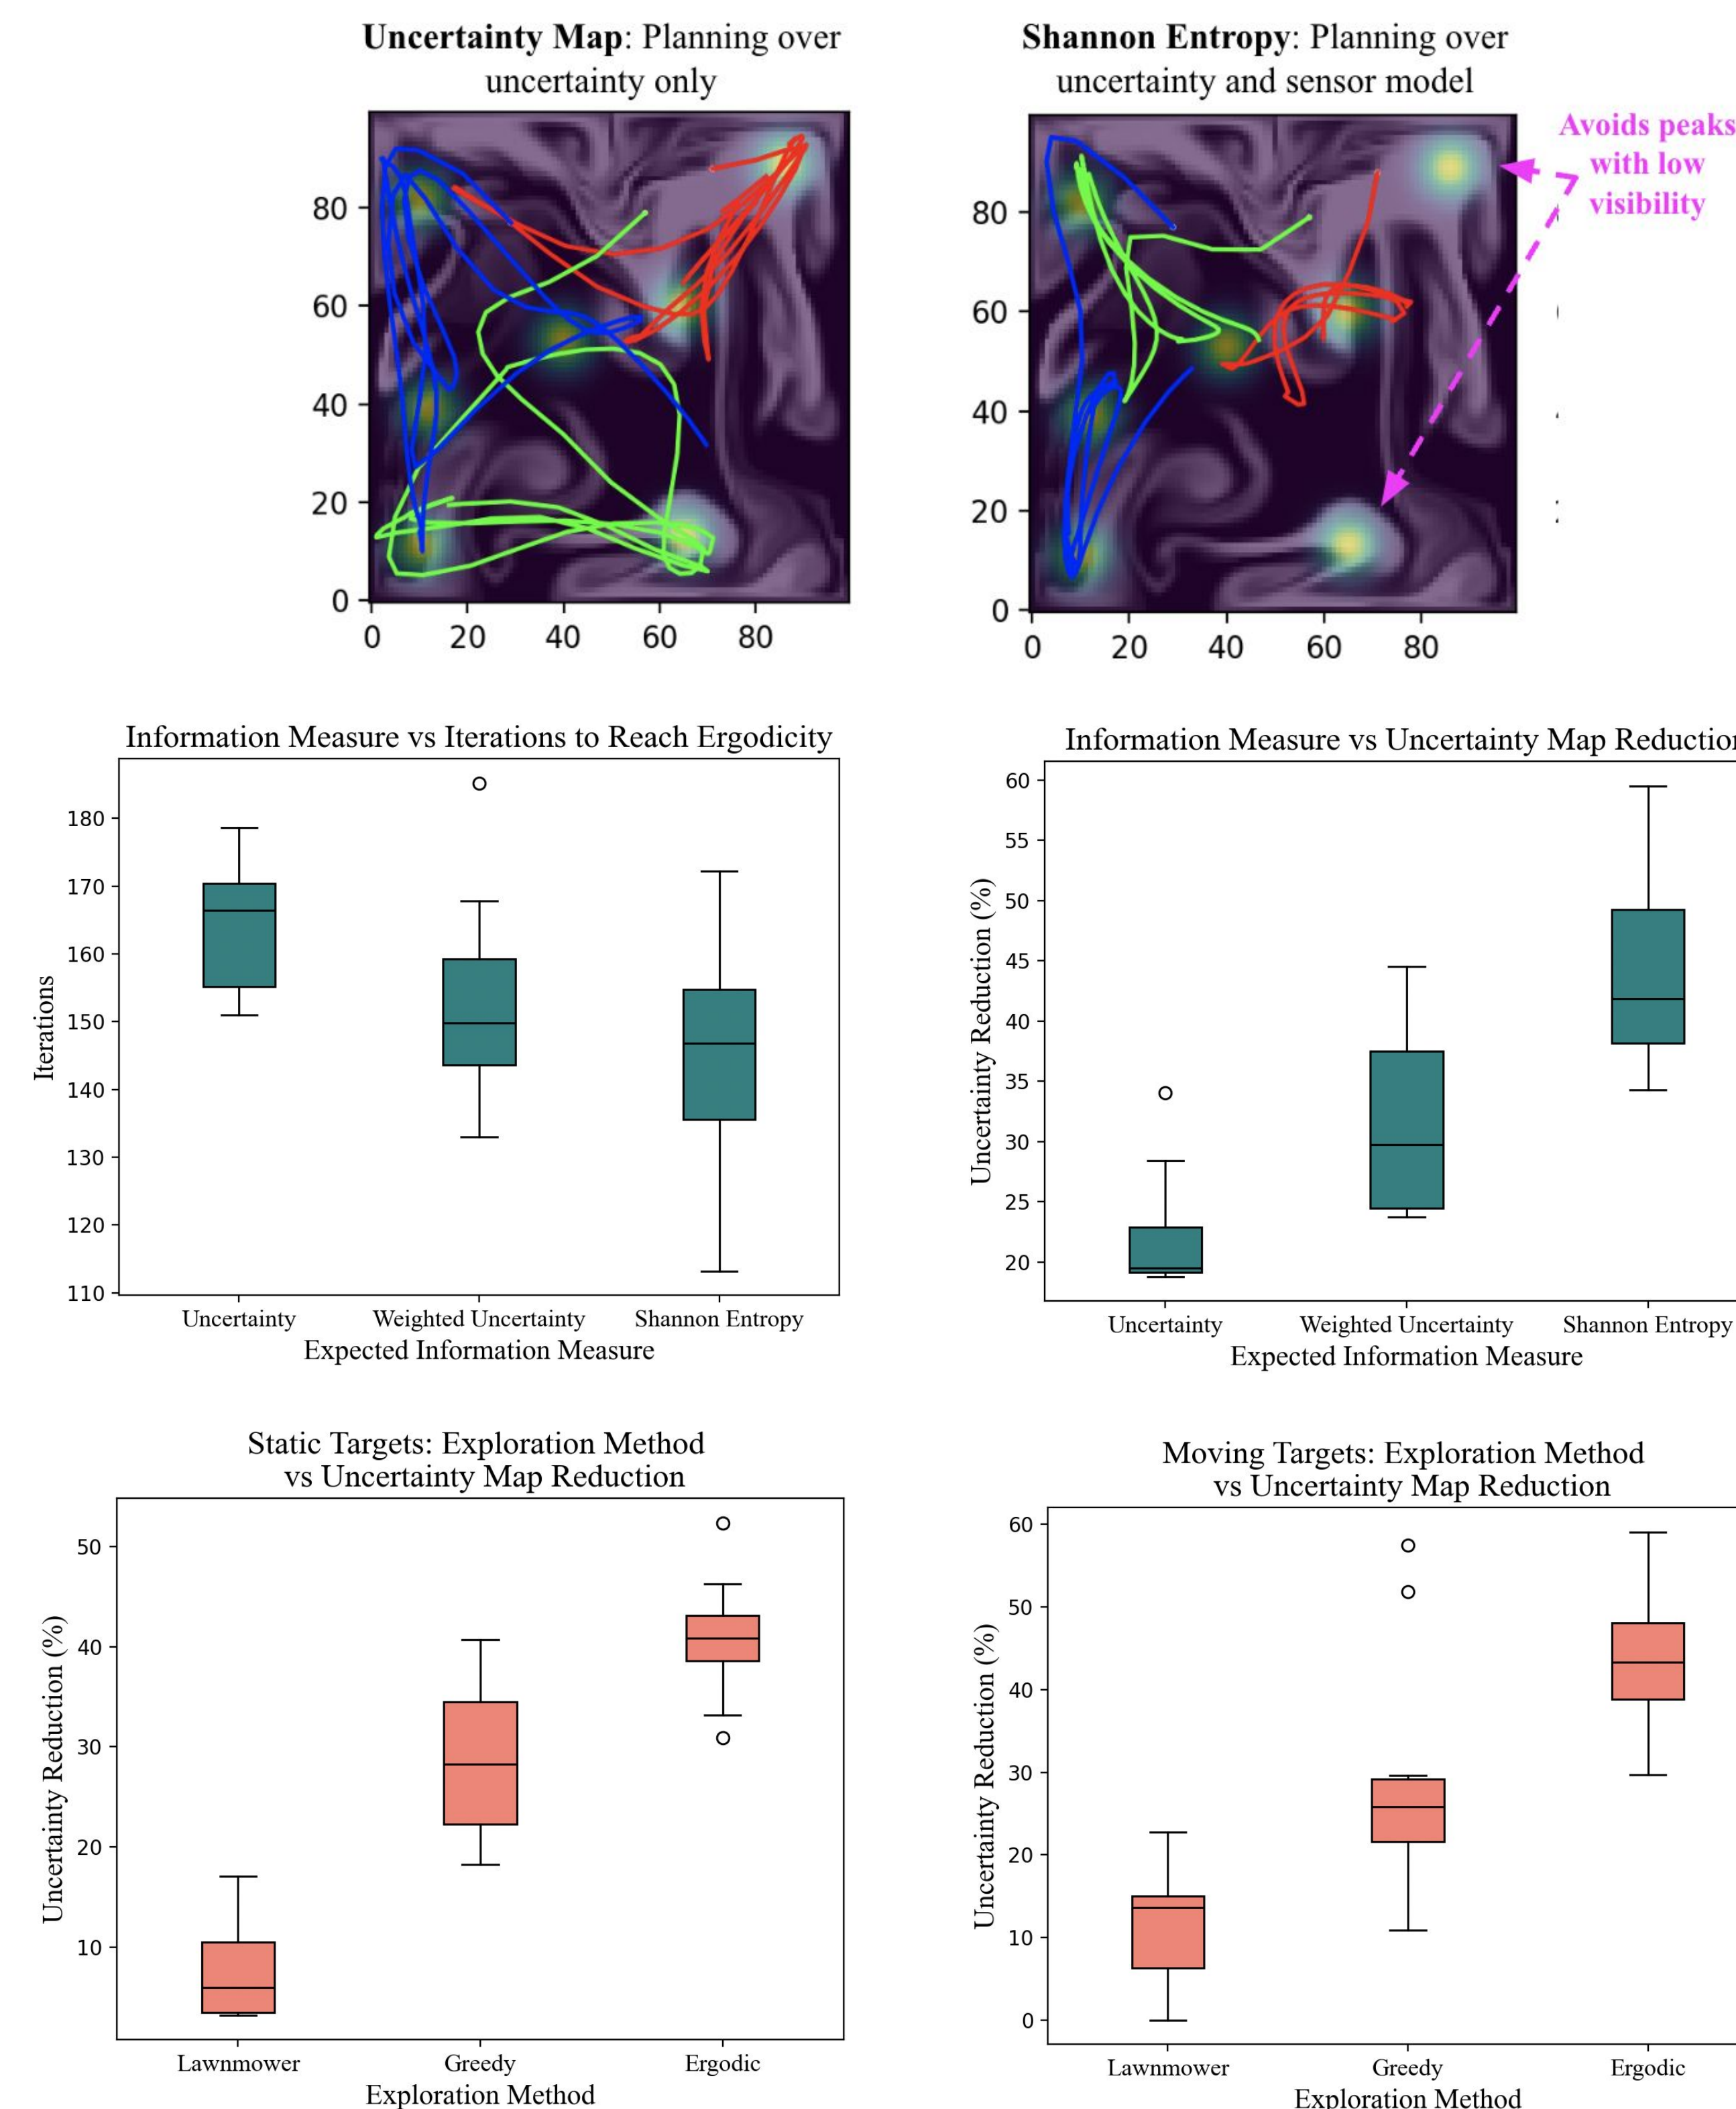 Uncertainty Map: Planning over
uncertainty only
80
60
40
20
0
0 20 40 60 80
Shannon Entropy: Planning over
uncertainty and sensor model
Avoids peaks
with low
visibility
80
60
40
20
0
0 20 40 60 80
Information Measure vs Iterations to Reach Ergodicity
Iterations
180
170
160
150
140
130
120
110
Uncertainty Weighted Uncertainty Shannon Entropy
Expected Information Measure
Information Measure vs Uncertainty Map Reductio
Uncertainty Reduction (%)
60
55
50
45
40
35
30
25
20
Uncertainty Weighted Uncertainty Shannon Entropy
Expected Information Measure
Static Targets: Exploration Method
vs Uncertainty Map Reduction
Uncertainty Reduction (%)
50
40
30
20
10
Lawnmower Greedy Ergodic
Exploration Method
Moving Targets: Exploration Method
vs Uncertainty Map Reduction
Uncertainty Reduction (%)
60
50
40
30
20
10
0
Lawnmower Greedy Ergodic
Exploration Method